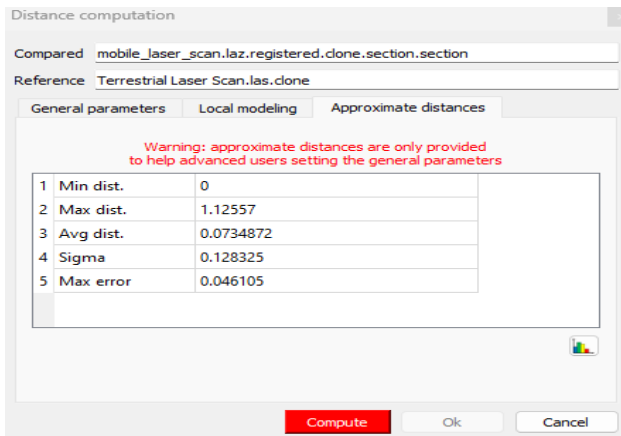 Distance computation
Compared mobile_laser_scan.laz.registered.clone.section.section
Reference Terrestrial Laser Scan.las.clone
General parameters Local modeling Approximate distances
Warning: approximate distances are only provided
to help advanced users setting the general parameters
1 Min dist. 0
2 Max dist. 1.12557
3 Avg dist. 0.0734872
4 Sigma 0.128325
5 Max error 0.046105
Compute Ok Cancel